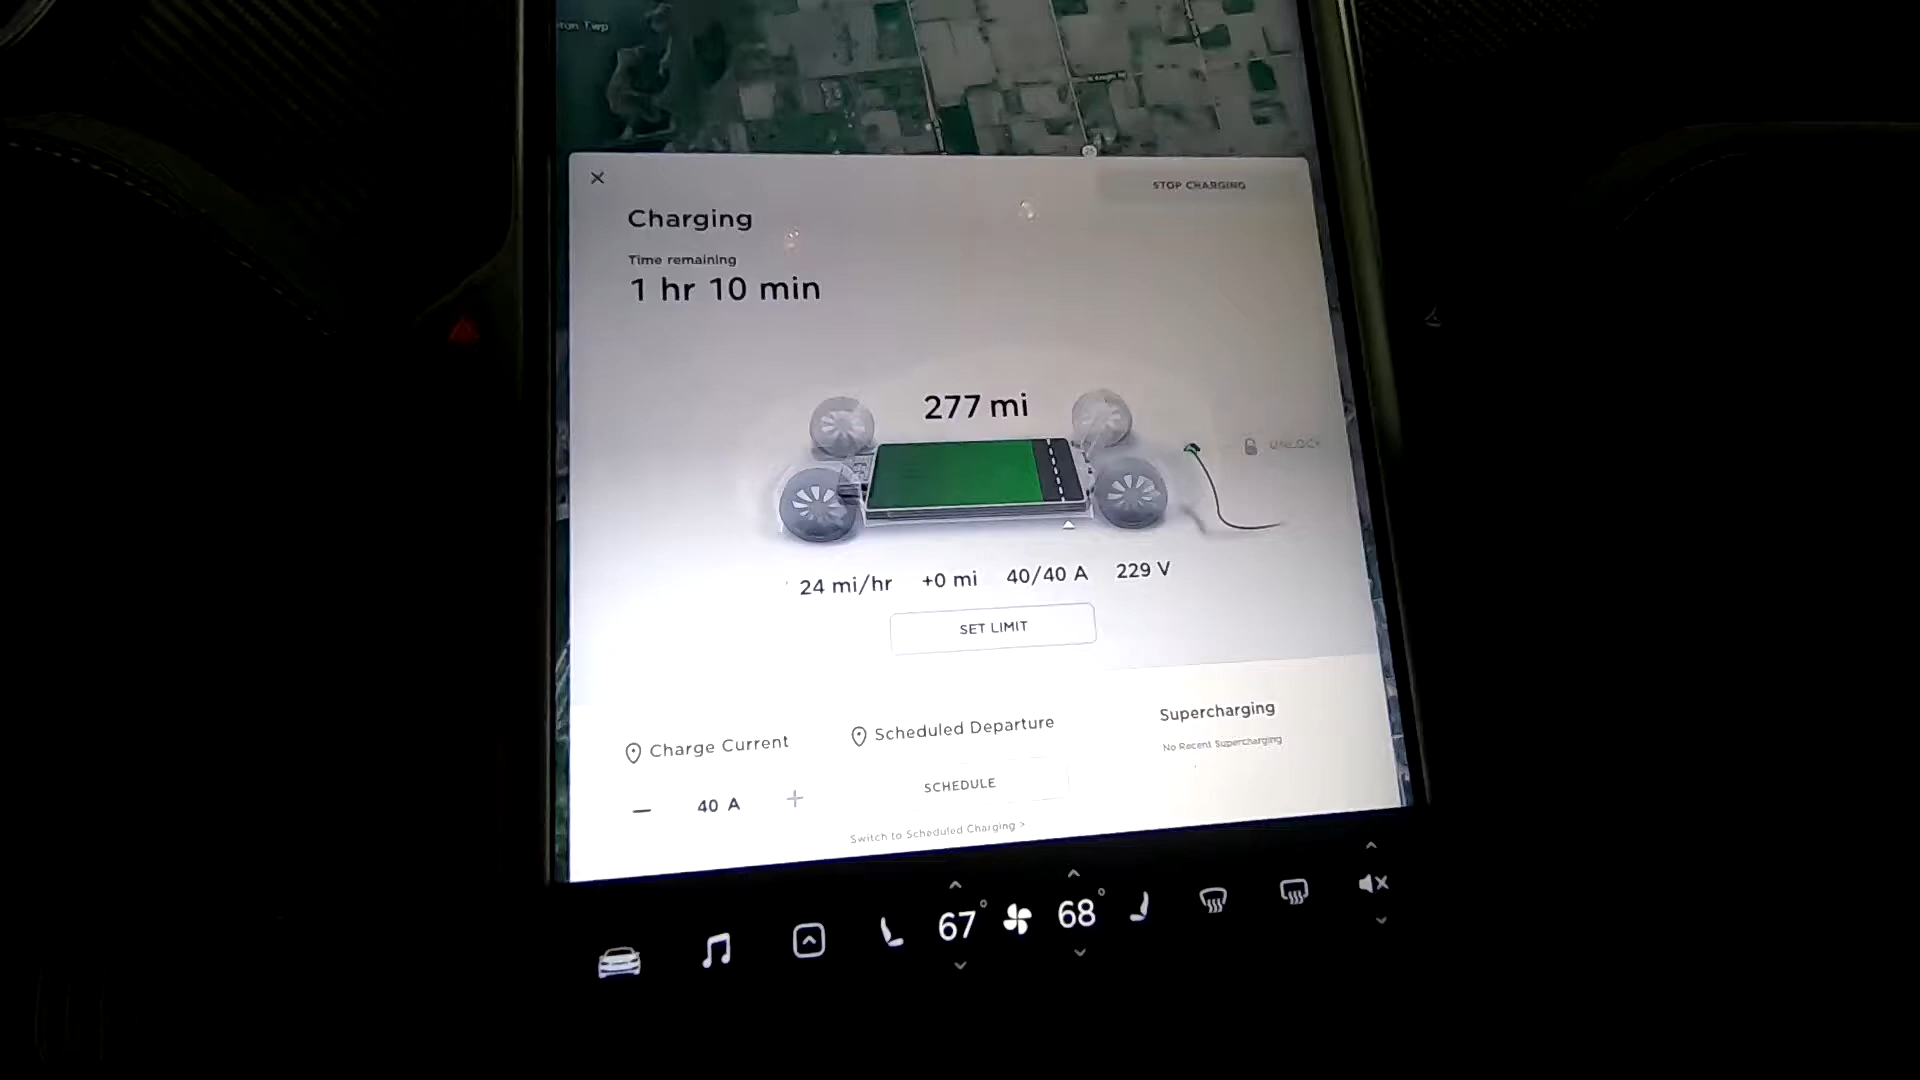 ton Twp
STOP CHARGING
Charging
Time remaining
1 hr 10 min
277 mi
UNLOCK
24 mi/hr +0 mi 40/40 A 229 V
SET LIMIT
Charge Current
Scheduled Departure
Supercharging
No Recent Supercharging
40 A
SCHEDULE
Switch to Scheduled Charging >
67°
68°